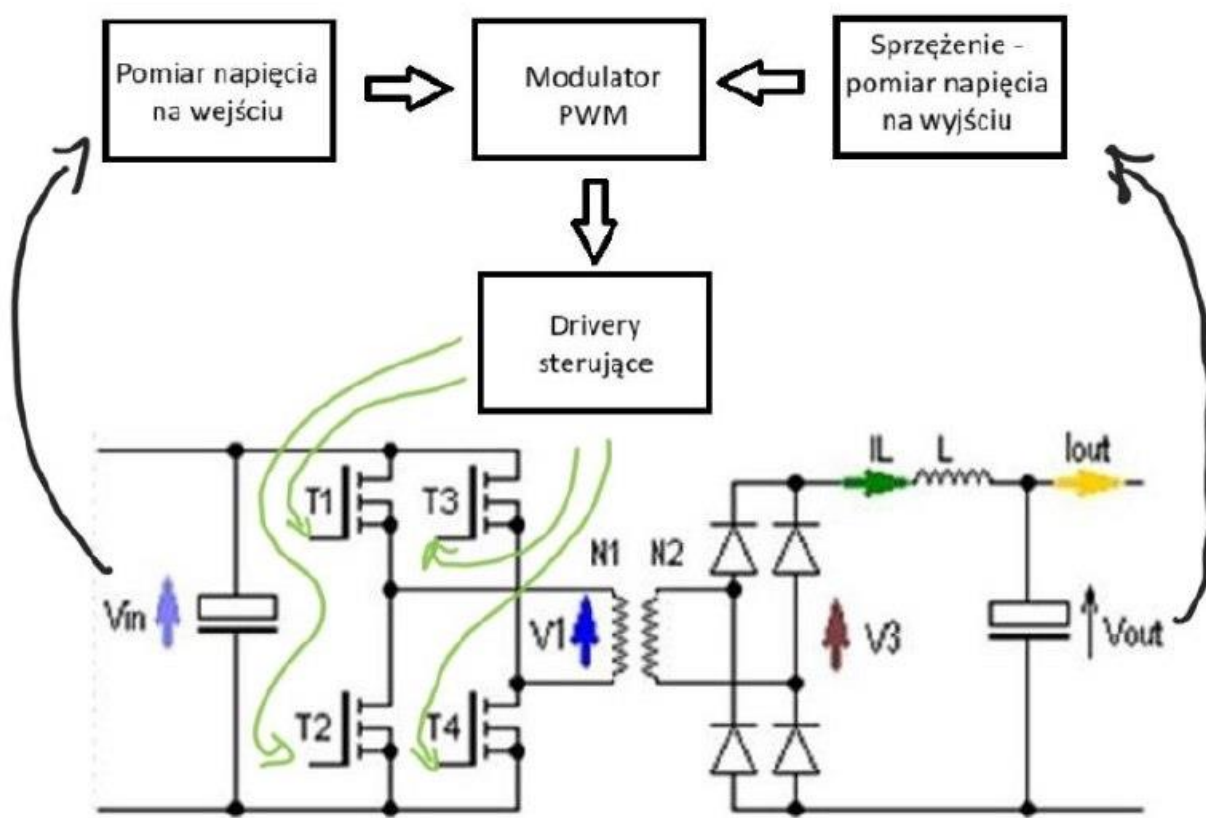 Pomiar napięcia
na wejściu
Modulator
PWM
Sprzężenie -
pomiar napięcia
na wyjściu
Drivery
sterujące
IL
L
Iout
T1
T3
N1
N2
Vin
V1
V3
Vout
T2
T4